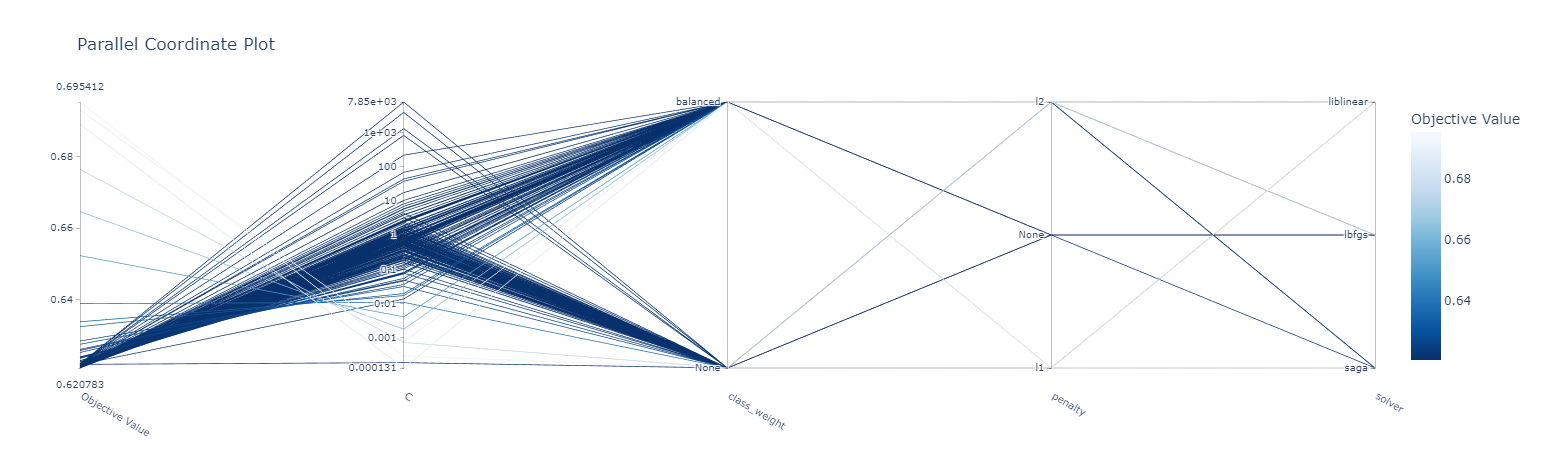 Parallel Coordinate Plot
0.695412
0.68
0.66
0.64
0.620783
Objective Value
7.85e+03
1e+03
100
10
1
0.1
0.01
0.001
0.000131
C
balanced
None
class_weight
l2
None
l1
penalty
liblinear
lbfgs
saga
solver
Objective Value
0.68
0.66
0.64